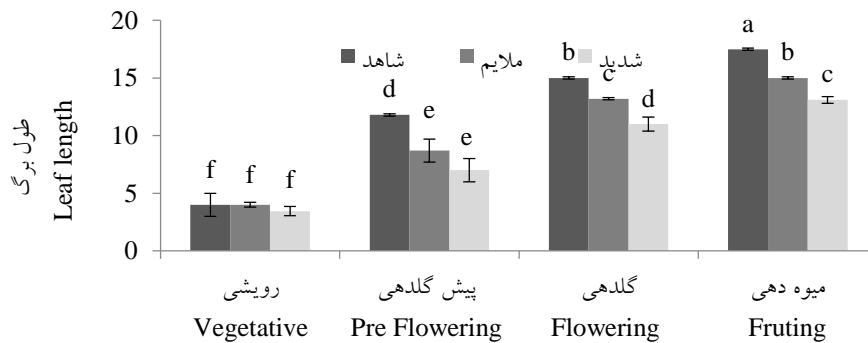 20
15
10
5
0
طول برگ
Leaf length
شاهد ملایم شدید
f f f
d e e
b c d
a b c
رویشی پیش گلدهی گلدهی میوه دهی
Vegetative Pre Flowering Flowering Fruting